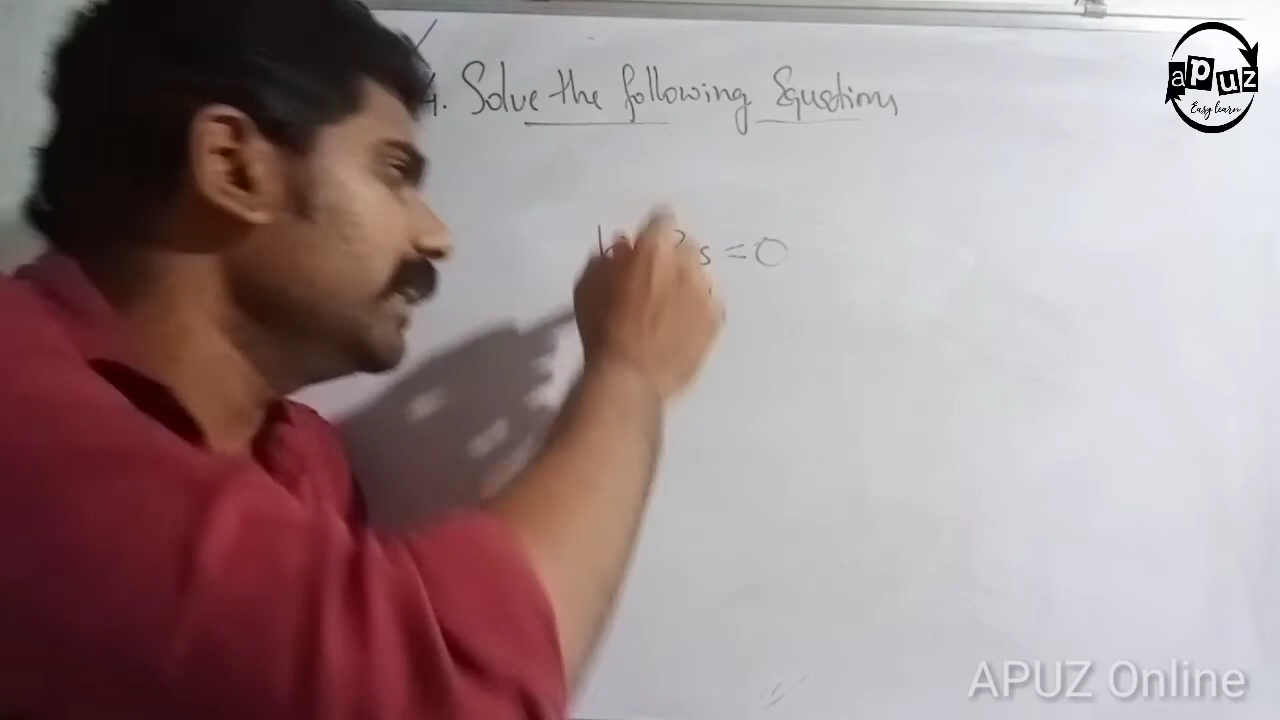 4. Solve the following Equations
= 0
apuz
Easy learn
APUZ Online